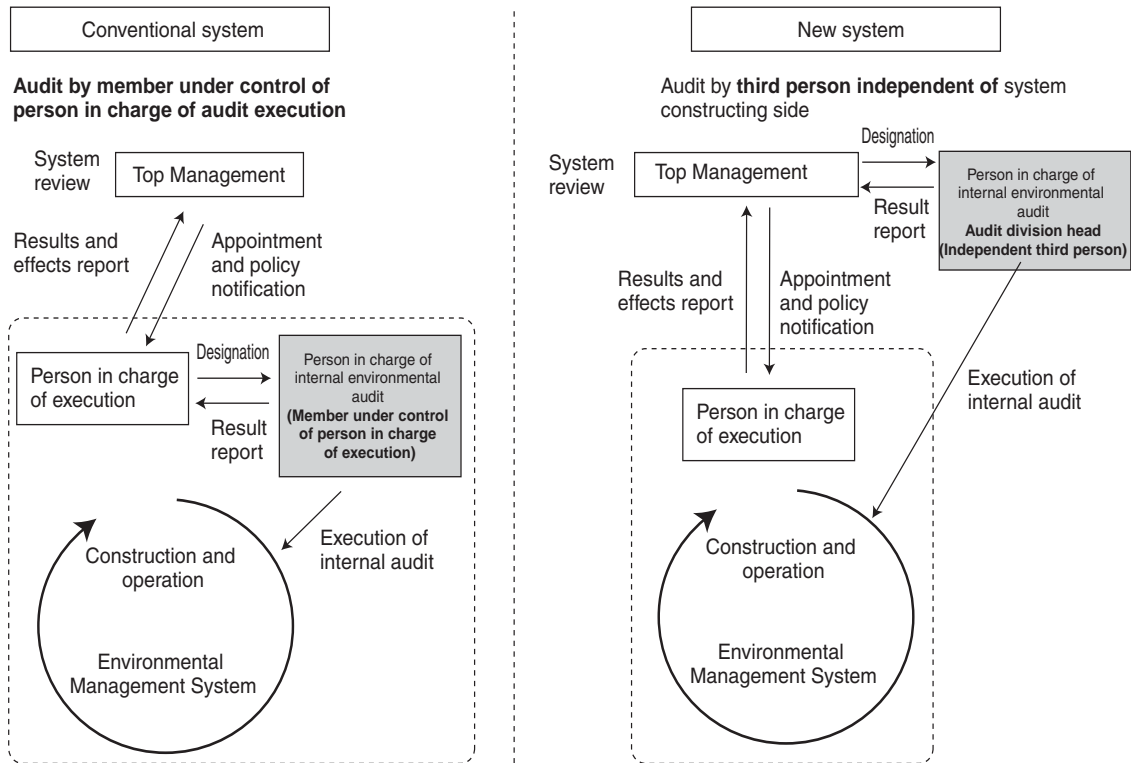 Conventional system
Audit by member under control of
person in charge of audit execution
System
review
Top Management
Results and
effects report
Appointment
and policy
notification
Person in charge
of execution
Designation
Result
report
Person in charge of
internal environmental
audit
(Member under control
of person in charge
of execution)
Execution of
internal audit
Construction and
operation
Environmental
Management System
New system
Audit by third person independent of system
constructing side
System
review
Top Management
Designation
Result
report
Person in charge of
internal environmental
audit
Audit division head
(Independent third person)
Results and
effects report
Appointment
and policy
notification
Execution of
internal audit
Person in charge
of execution
Construction and
operation
Environmental
Management System